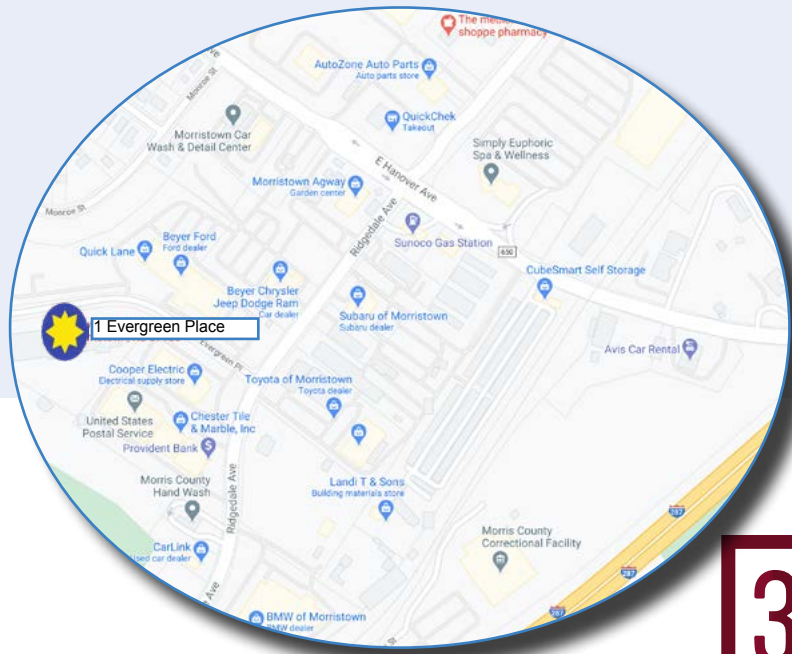 The
shoppe pharmacy
AutoZone Auto Parts
Auto parts store
Monroe St
QuickChek
Takeout
Morristown Car
Wash & Detail Center
Simply Euphoric
Spa & Wellness
E Hanover Ave
Morristown Agway
Garden center
Ridgedale Ave
Monroe St
Sunoco Gas Station
650
Beyer Ford
Ford dealer
Quick Lane
CubeSmart Self Storage
Beyer Chrysler
Jeep Dodge Ram
Car dealer
Subaru of Morristown
Subaru dealer
1 Evergreen Place
Evergreen Pl
Avis Car Rental
Cooper Electric
Electrical supply store
Toyota of Morristown
Toyota dealer
United States
Postal Service
Chester Tile
& Marble, Inc
Provident Bank
Morris County
Hand Wash
Ridgedale Ave
Landi T & Sons
Building materials store
287
287
287
Morris County
Correctional Facility
CarLink
Used car dealer
Ave
BMW of Morristown
BMW dealer
3